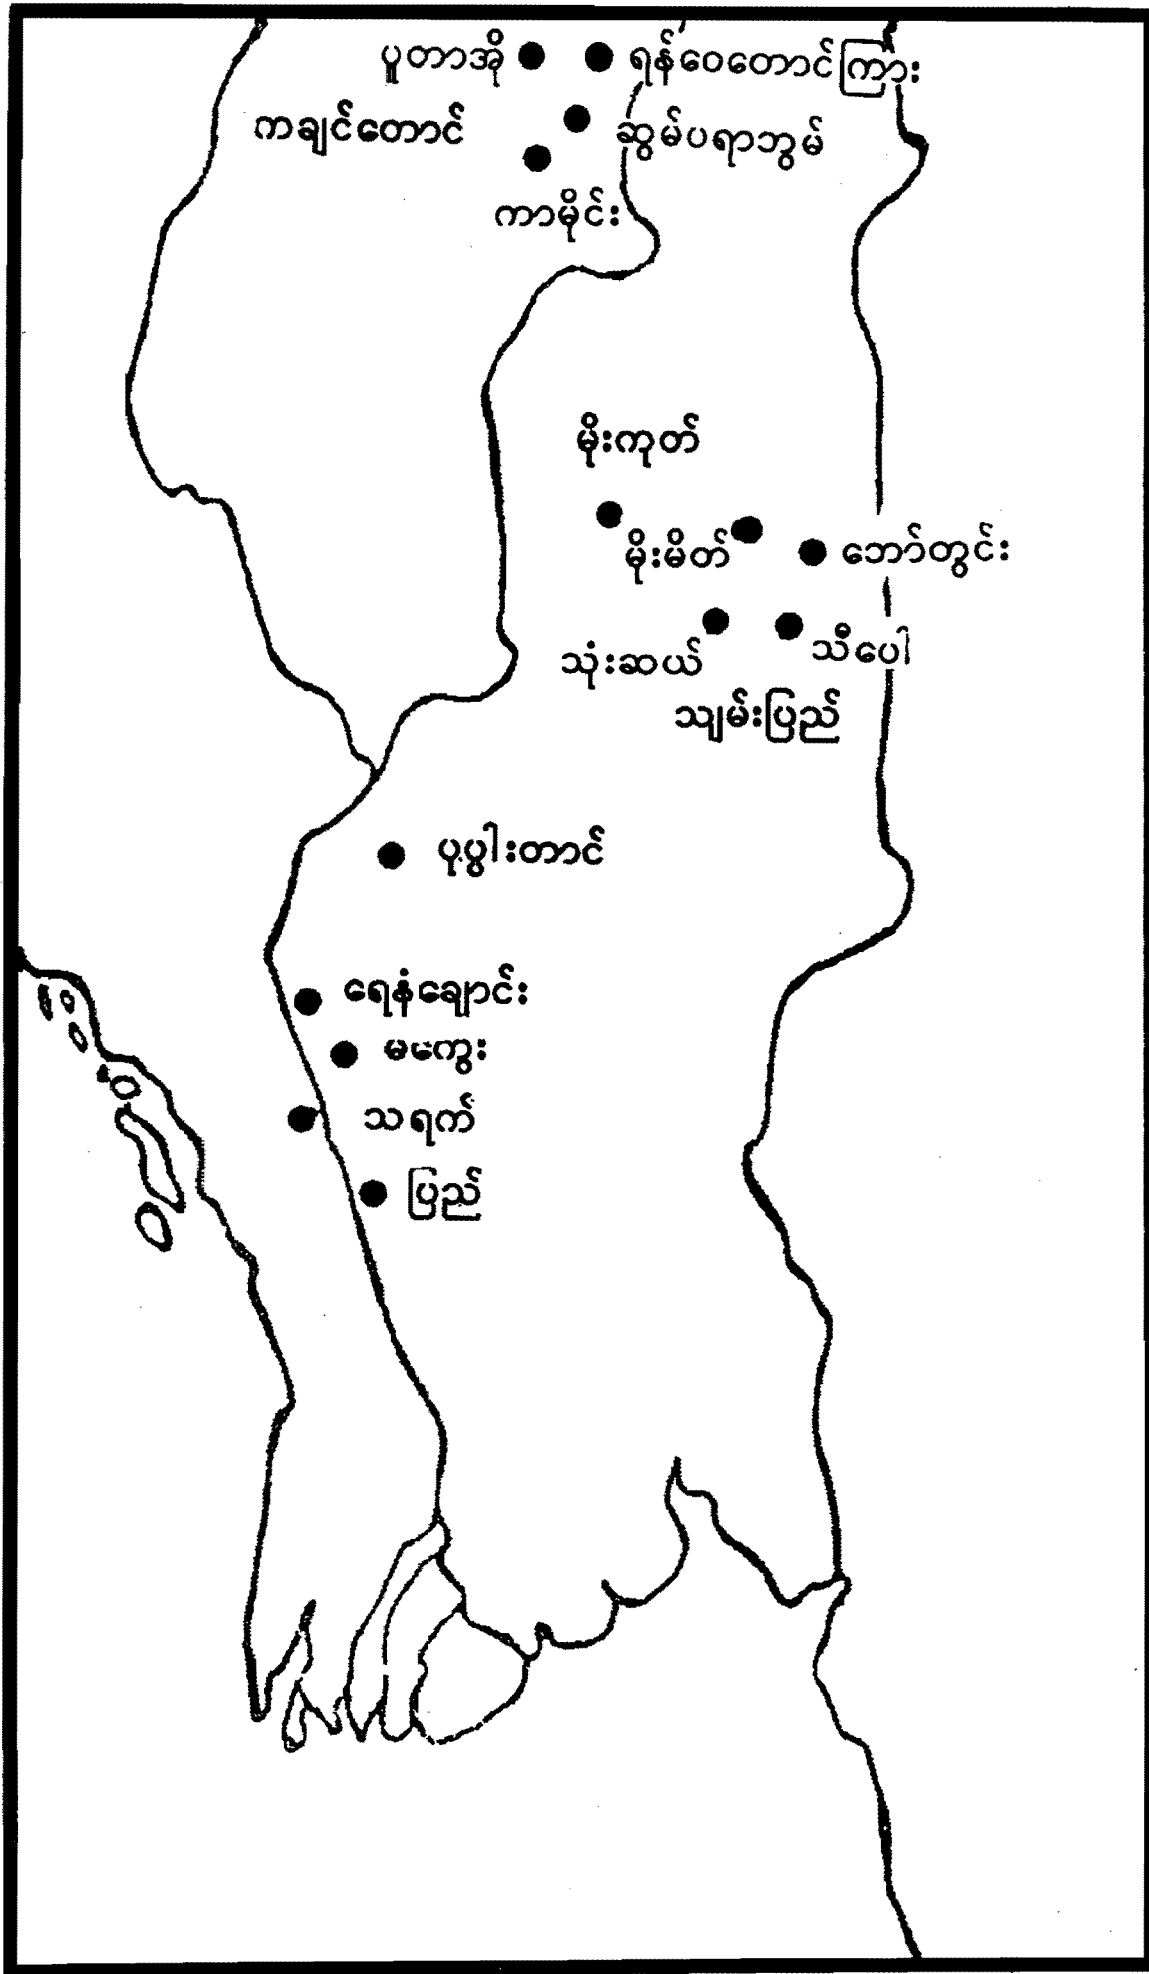 ပူတာအို
ရန်ဝေတောင်ကြား
ကချင်တောင်
ဆွမ်ပရာဘွမ်
ကာမိုင်း
မိုးကုတ်
မိုးမိတ်
ဘော်တွင်း
သုံးဆယ်
သီပေါ
သျမ်းပြည်
ပုပ္ပါးတာင်
ရေနံချောင်း
မကွေး
သရက်
ပြည်